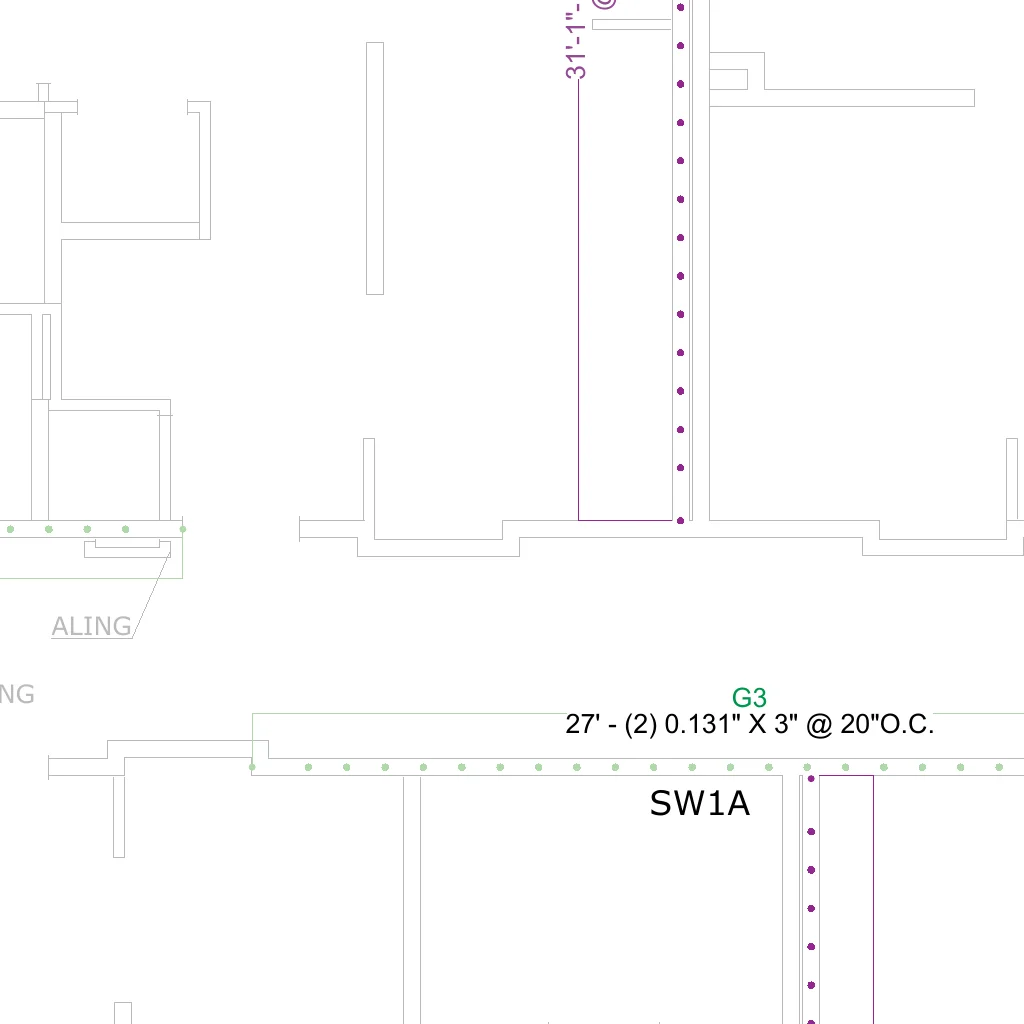 31'-1"-
@
ALING
NG
G3
27' - (2) 0.131" X 3" @ 20"O.C.
SW1A